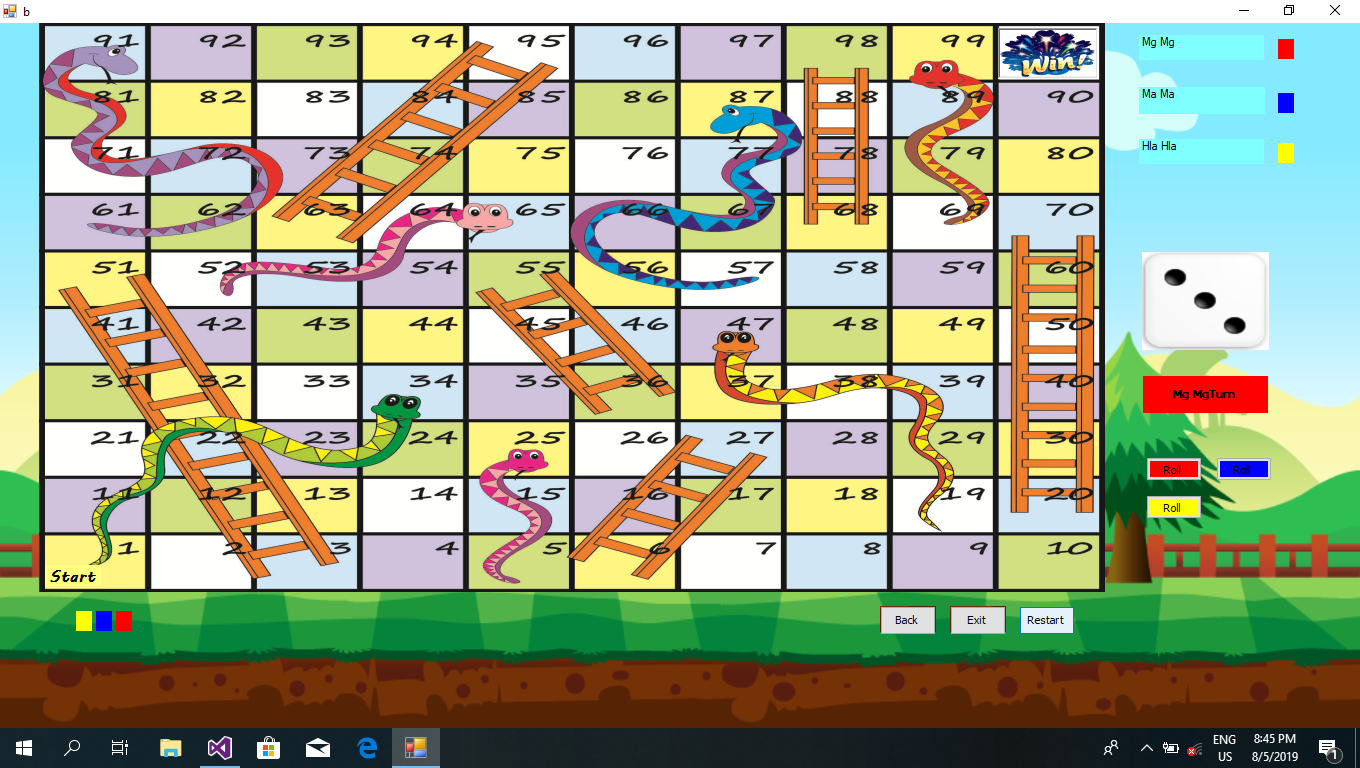 b
91 92 93 94 95 96 97 98 99 Win!
81 82 83 84 85 86 87 88 89 90
71 72 73 74 75 76 77 78 79 80
61 62 63 64 65 66 67 68 69 70
51 52 53 54 55 56 57 58 59 60
41 42 43 44 45 46 47 48 49 50
31 32 33 34 35 36 37 38 39 40
21 22 23 24 25 26 27 28 29 30
11 12 13 14 15 16 17 18 19 20
1 2 3 4 5 6 7 8 9 10
Start
Mg Mg
Ma Ma
Hla Hla
Mg MgTurn
Roll Roll
Roll
Back Exit Restart
ENG
US
8:45 PM
8/5/2019
1